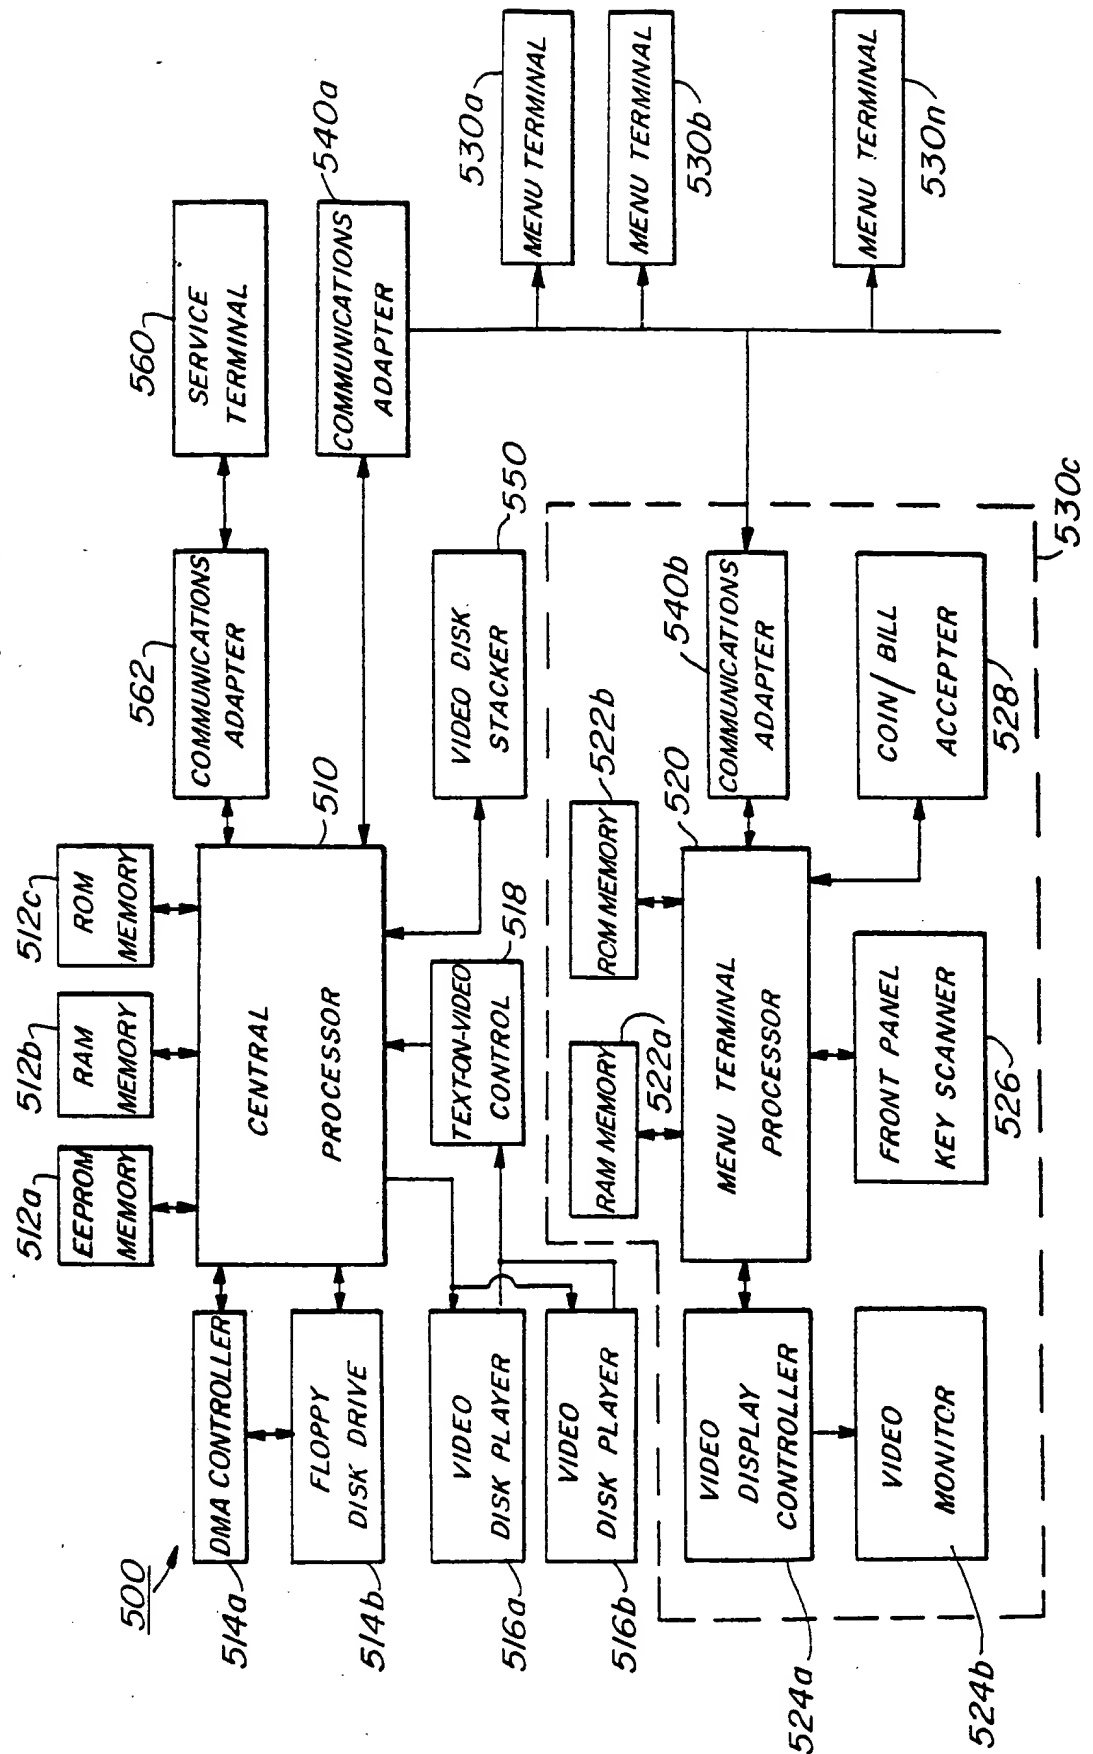 500
512a
EEPROM
MEMORY
512b
RAM
MEMORY
512c
ROM
MEMORY
562
COMMUNICATIONS
ADAPTER
560
SERVICE
TERMINAL
514a
DMA CONTROLLER
514b
FLOPPY
DISK DRIVE
510
CENTRAL
PROCESSOR
540a
COMMUNICATIONS
ADAPTER
516a
VIDEO
DISK PLAYER
516b
VIDEO
DISK PLAYER
518
TEXT-ON-VIDEO
CONTROL
550
VIDEO DISK
STACKER
530a
MENU TERMINAL
530b
MENU TERMINAL
530n
MENU TERMINAL
522a
RAM MEMORY
522b
ROM MEMORY
520
MENU TERMINAL
PROCESSOR
540b
COMMUNICATIONS
ADAPTER
524a
VIDEO
DISPLAY
CONTROLLER
524b
VIDEO
MONITOR
526
FRONT PANEL
KEY SCANNER
528
COIN/BILL
ACCEPTER
530c